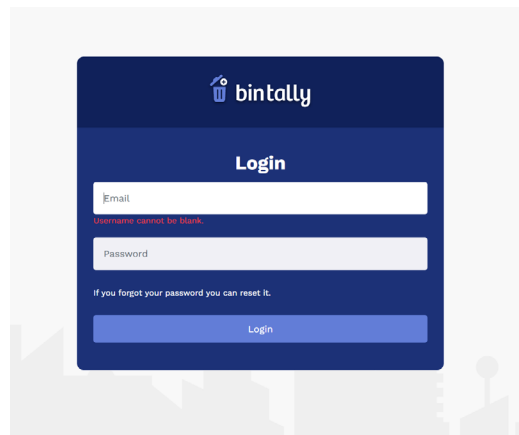 bintally
Login
Email
Username cannot be blank.
Password
If you forgot your password you can reset it.
Login